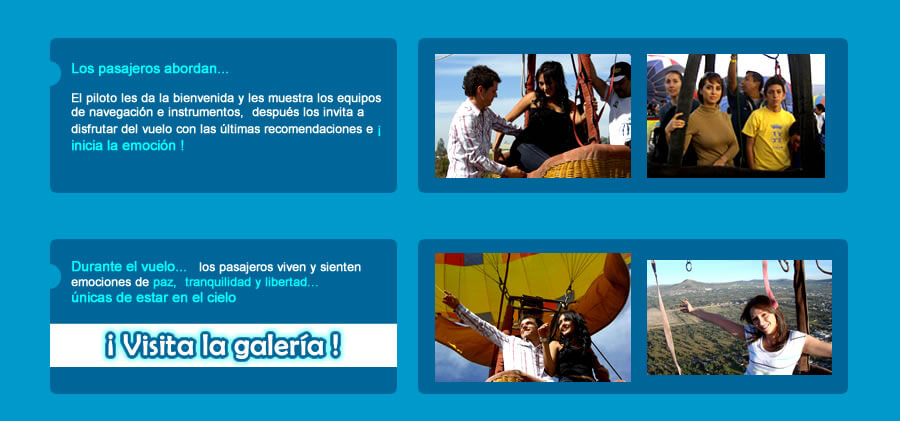 Los pasajeros abordan...
El piloto les da la bienvenida y les muestra los equipos
de navegación e instrumentos, después los invita a
disfrutar del vuelo con las últimas recomendaciones e ¡
inicia la emoción !
Durante el vuelo... los pasajeros viven y sienten
emociones de paz, tranquilidad y libertad...
únicas de estar en el cielo
¡ Visita la galería !